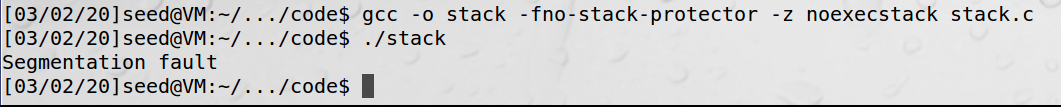 [03/02/20]seed@VM:~/.../code$ gcc -o stack -fno-stack-protector -z noexecstack stack.c
[03/02/20]seed@VM:~/.../code$ ./stack
Segmentation fault
[03/02/20]seed@VM:~/.../code$